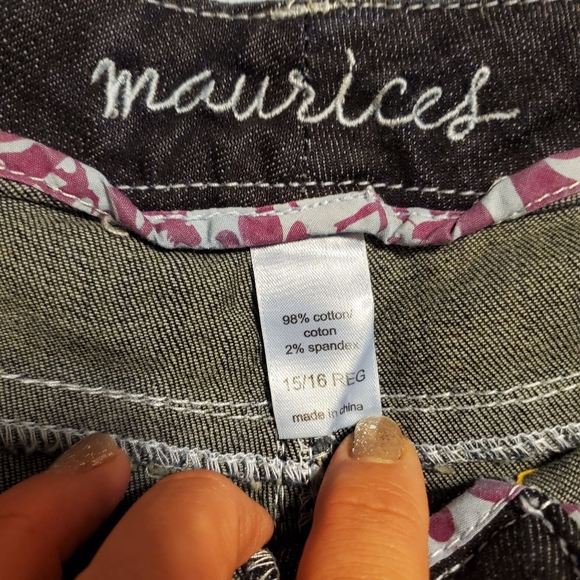 maurices
98% cotton/
coton
2% spandex
15/16 REG
made in china